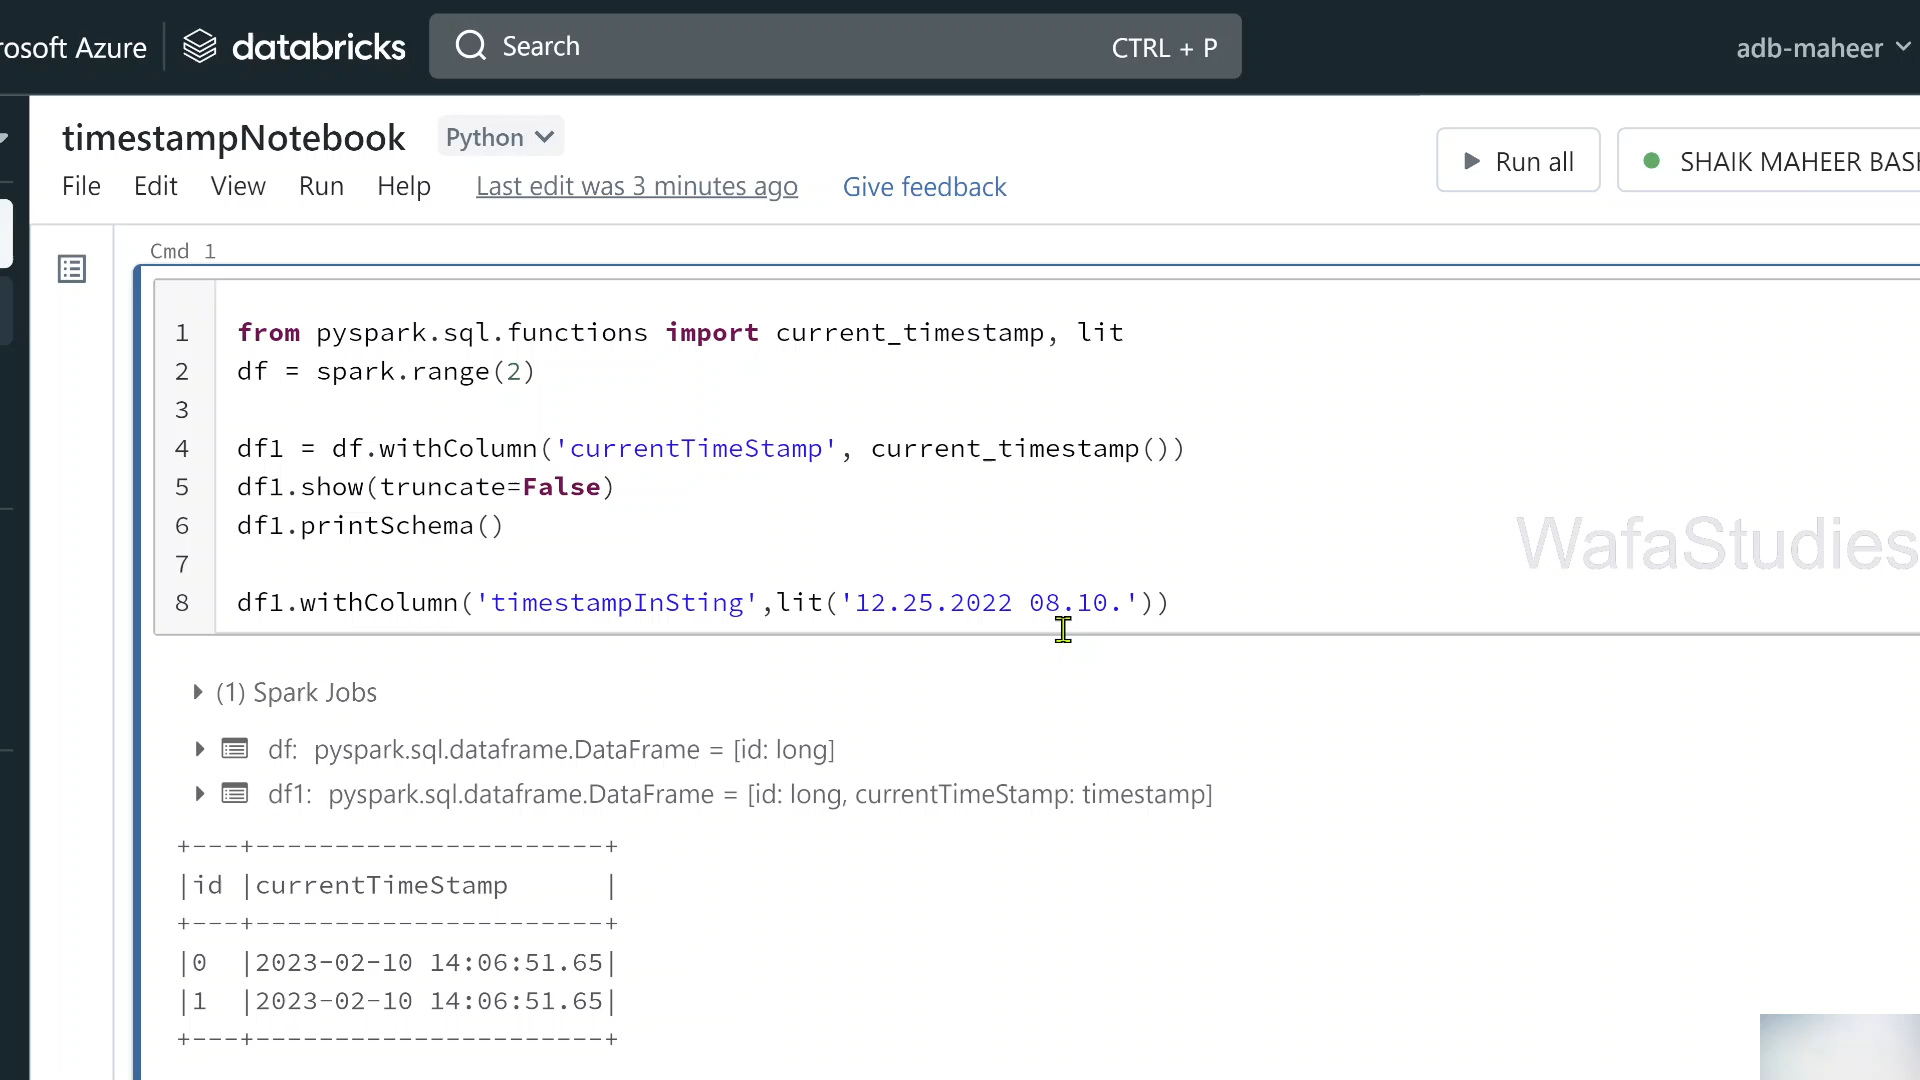 rosoft Azure databricks Search CTRL + P adb-maheer
timestampNotebook Python
File Edit View Run Help Last edit was 3 minutes ago Give feedback
Run all SHAIK MAHEER BASH
Cmd 1
1 from pyspark.sql.functions import current_timestamp, lit
2 df = spark.range(2)
3
4 df1 = df.withColumn('currentTimeStamp', current_timestamp())
5 df1.show(truncate=False)
6 df1.printSchema()
7
8 df1.withColumn('timestampInSting',lit('12.25.2022 08.10.'))
WafaStudies
(1) Spark Jobs
df: pyspark.sql.dataframe.DataFrame = [id: long]
df1: pyspark.sql.dataframe.DataFrame = [id: long, currentTimeStamp: timestamp]
+---+----------------------+
|id |currentTimeStamp      |
+---+----------------------+
|0  |2023-02-10 14:06:51.65|
|1  |2023-02-10 14:06:51.65|
+---+----------------------+